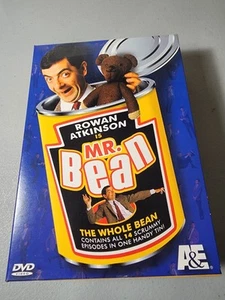 ROWAN
ATKINSON
IS
MR.
Bean
THE WHOLE BEAN
CONTAINS ALL 14 SCRUMMY
EPISODES IN ONE HANDY TIN!
DVD
A&E